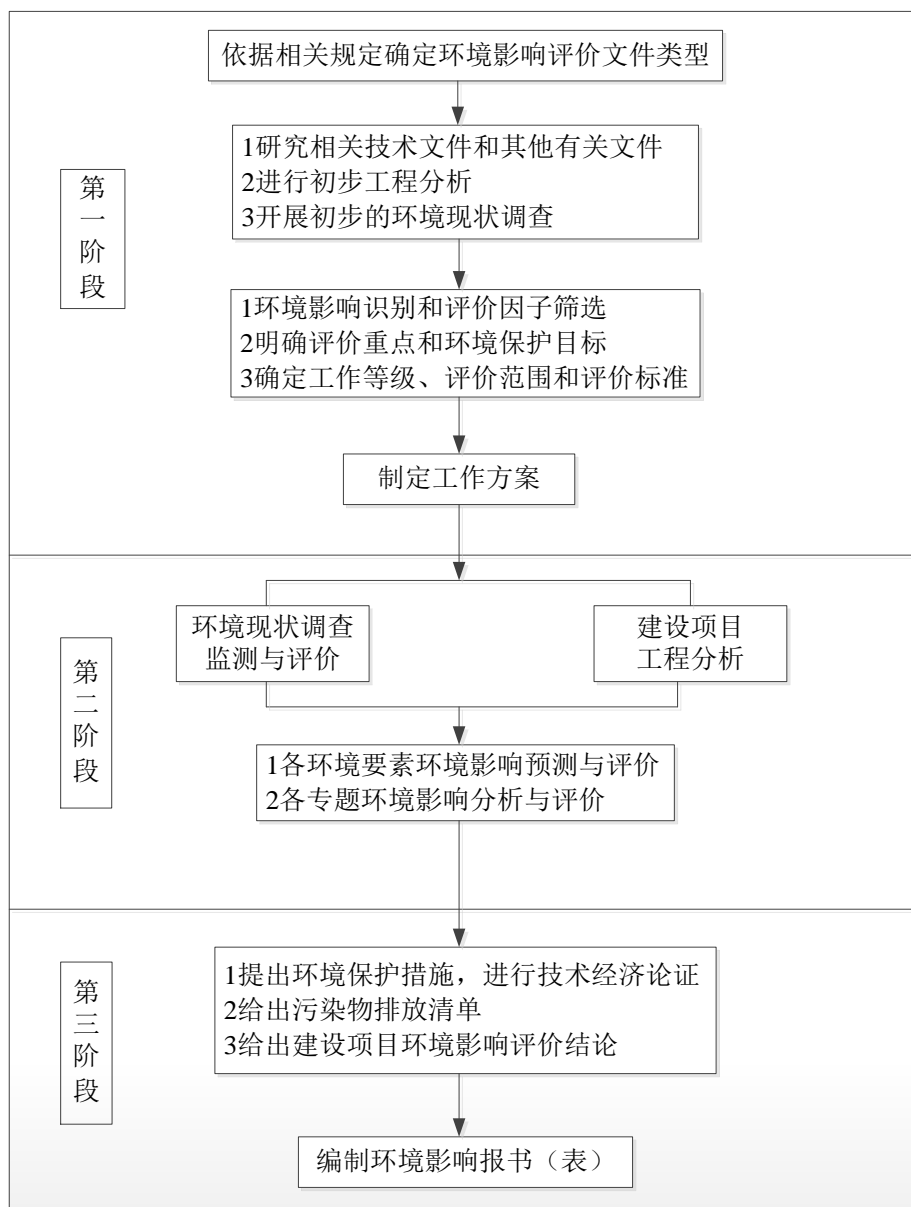 依据相关规定确定环境影响评价文件类型
第一阶段
1研究相关技术文件和其他有关文件
2进行初步工程分析
3开展初步的环境现状调查
1环境影响识别和评价因子筛选
2明确评价重点和环境保护目标
3确定工作等级、评价范围和评价标准
制定工作方案
第二阶段
环境现状调查
监测与评价
建设项目
工程分析
1各环境要素环境影响预测与评价
2各专题环境影响分析与评价
第三阶段
1提出环境保护措施，进行技术经济论证
2给出污染物排放清单
3给出建设项目环境影响评价结论
编制环境影响报书（表）